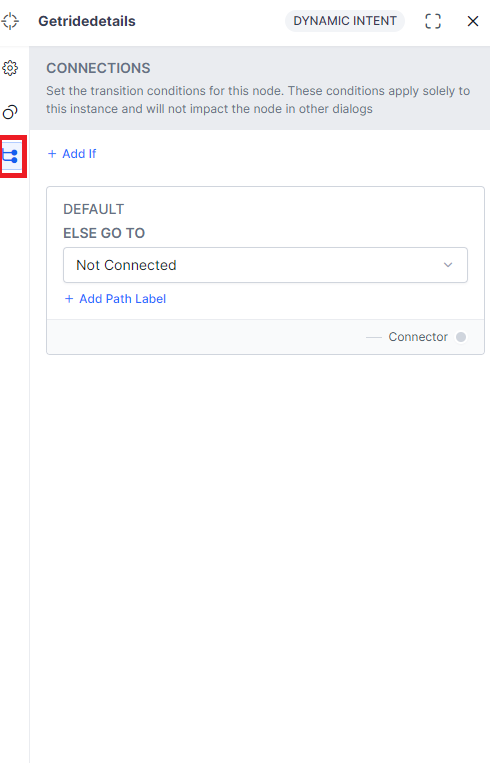 Getridedetails DYNAMIC INTENT
CONNECTIONS
Set the transition conditions for this node. These conditions apply solely to
this instance and will not impact the node in other dialogs
+ Add If
DEFAULT
ELSE GO TO
Not Connected
+ Add Path Label
Connector